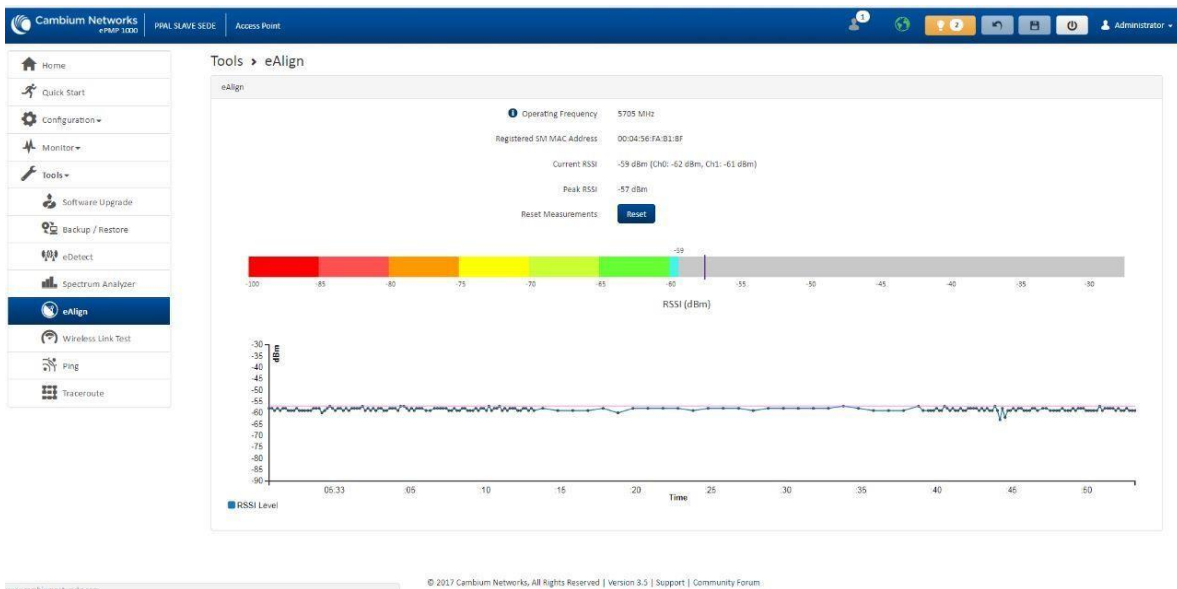 Cambium Networks
ePMP 1000
PPAL SLAVE SEDE
Access Point
1
2
Administrator
Home
Quick Start
Configuration
Monitor
Tools
Software Upgrade
Backup / Restore
eDetect
Spectrum Analyzer
eAlign
Wireless Link Test
Ping
Traceroute
Tools > eAlign
eAlign
Operating Frequency 5705 MHz
Registered SM MAC Address 00:04:56:FA:B1:BF
Current RSSI -59 dBm (Ch0: -62 dBm, Ch1: -61 dBm)
Peak RSSI -57 dBm
Reset Measurements Reset
-59
-100 -85 -80 -75 -70 -65 -60 -55 -50 -45 -40 -35 -30
RSSI (dBm)
dBm
-30
-35
-40
-45
-50
-55
-60
-65
-70
-75
-80
-85
-90
05:33 :05 :10 :15 :20 :25 :30 :35 :40 :45 :50
Time
RSSI Level
© 2017 Cambium Networks, All Rights Reserved | Version 3.5 | Support | Community Forum